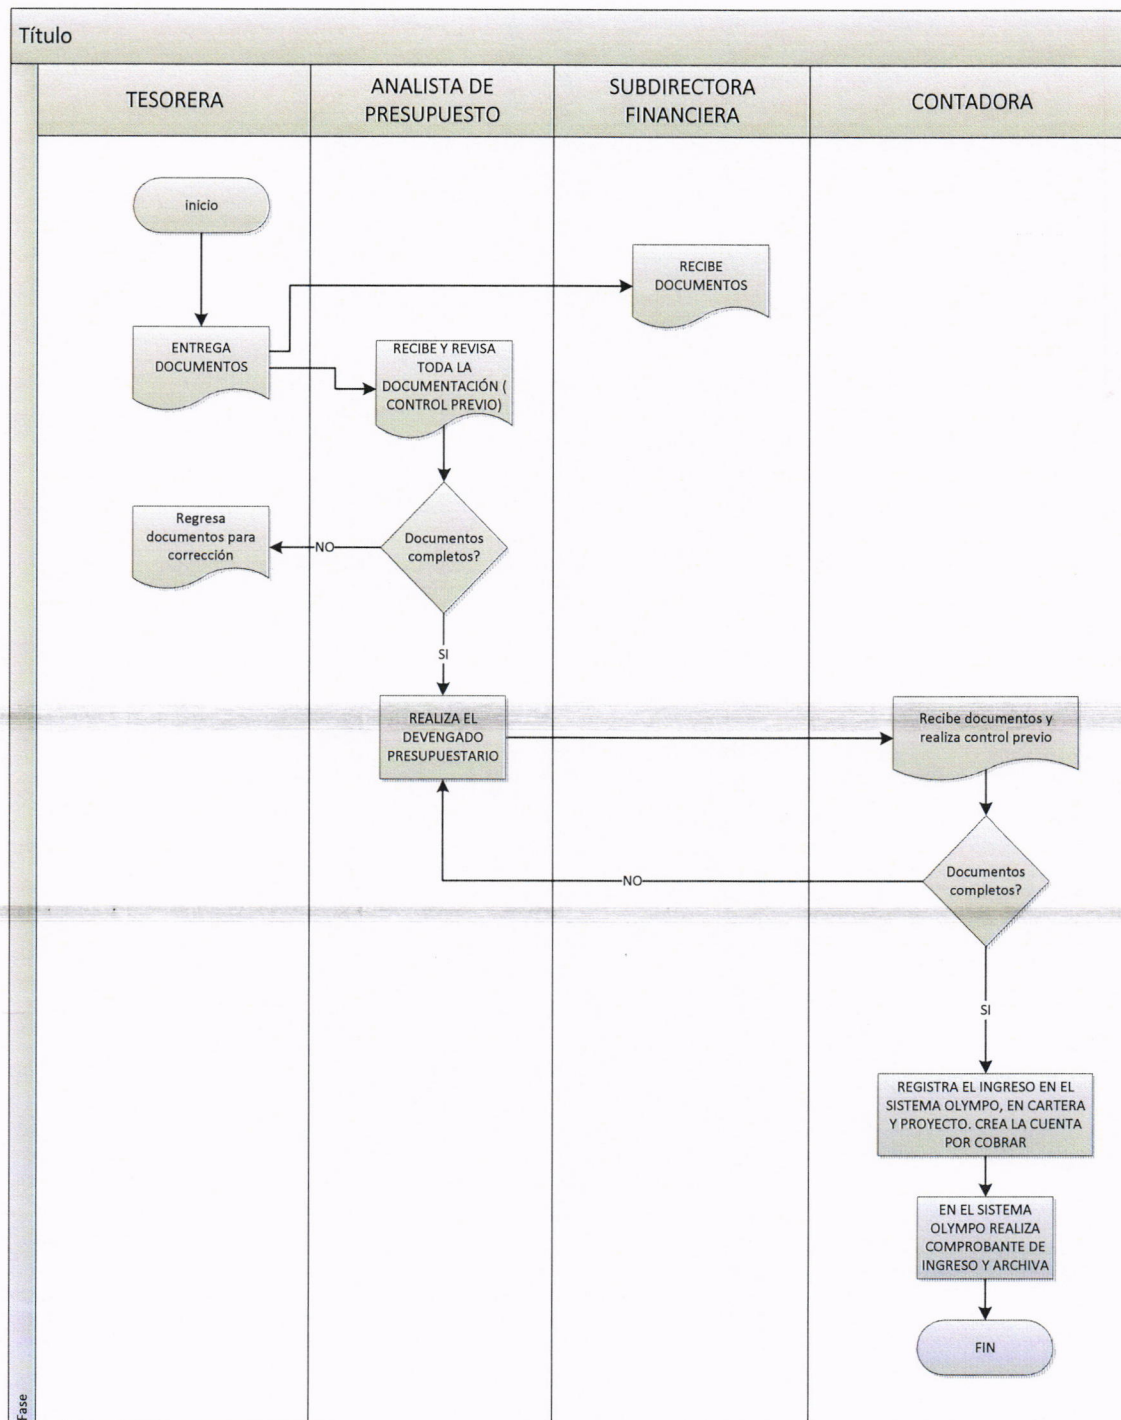 Título
TESORERA
ANALISTA DE
PRESUPUESTO
SUBDIRECTORA
FINANCIERA
CONTADORA
inicio
RECIBE
DOCUMENTOS
ENTREGA
DOCUMENTOS
RECIBE Y REVISA
TODA LA
DOCUMENTACIÓN (
CONTROL PREVIO)
Regresa
documentos para
corrección
NO
Documentos
completos?
SI
REALIZA EL
DEVENGADO
PRESUPUESTARIO
Recibe documentos y
realiza control previo
NO
Documentos
completos?
SI
REGISTRA EL INGRESO EN EL
SISTEMA OLYMPO, EN CARTERA
Y PROYECTO. CREA LA CUENTA
POR COBRAR
EN EL SISTEMA
OLYMPO REALIZA
COMPROBANTE DE
INGRESO Y ARCHIVA
FIN
Fase